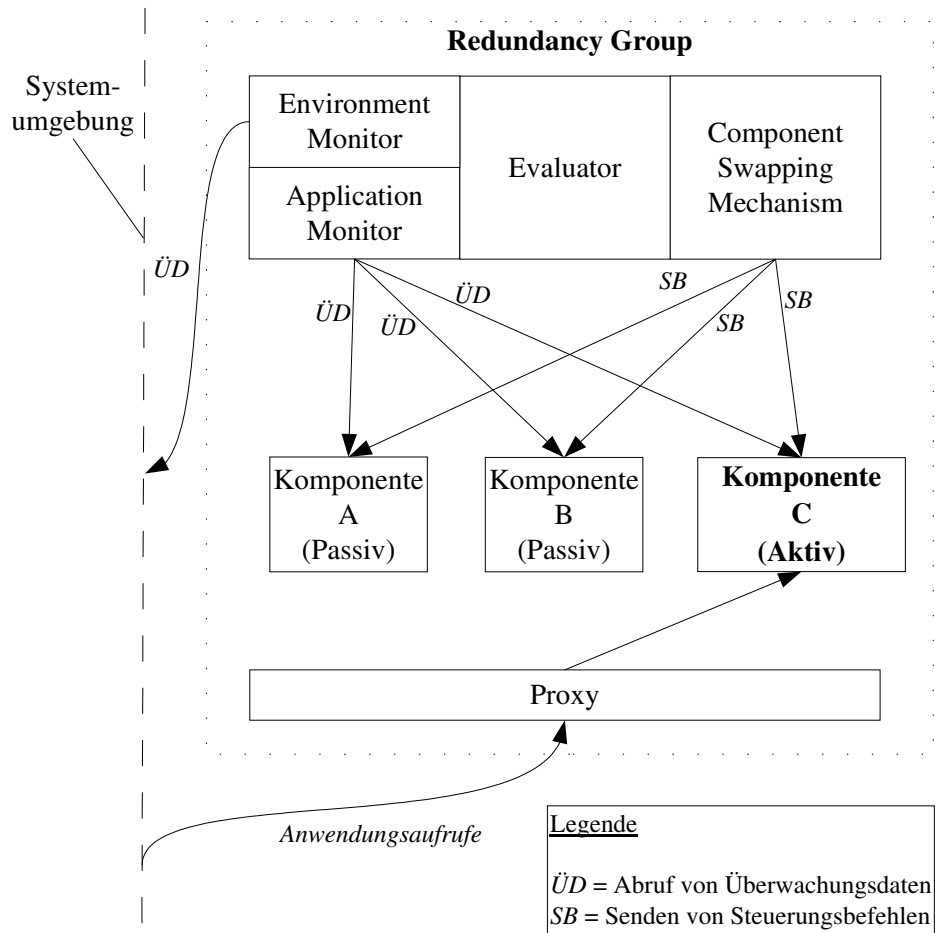 Redundancy Group
System-
umgebung
Environment
Monitor
Application
Monitor
Evaluator
Component
Swapping
Mechanism
ÜD
ÜD
ÜD
ÜD
SB
SB
SB
Komponente
A
(Passiv)
Komponente
B
(Passiv)
Komponente
C
(Aktiv)
Proxy
Anwendungsaufrufe
Legende
ÜD = Abruf von Überwachungsdaten
SB = Senden von Steuerungsbefehlen